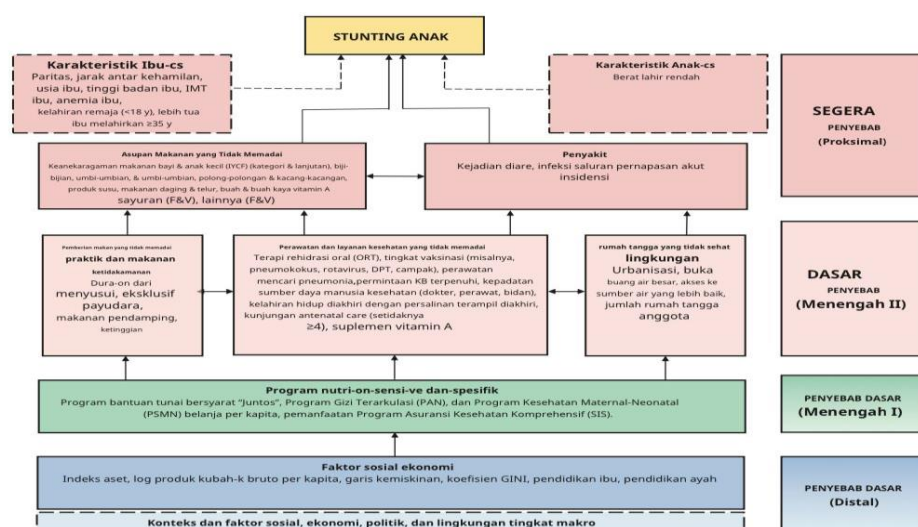 STUNTING ANAK
Karakteristik Ibu-cs
Paritas, jarak antar kehamilan,
usia ibu, tinggi badan ibu, IMT
ibu, anemia ibu,
kelahiran remaja (<18 y), lebih tua
ibu melahirkan ≥35 y
Karakteristik Anak-cs
Berat lahir rendah
SEGERA
PENYEBAB
(Proksimal)
Asupan Makanan yang Tidak Memadai
Keanekaragaman makanan bayi & anak kecil (IYCF) (kategori & lanjutan), biji-
bijian, umbi-umbian, & umbi-umbian, polong-polongan & kacang-kacangan,
produk susu, makanan daging & telur, buah & buah kaya vitamin A
sayuran (F&V), lainnya (F&V)
Penyakit
Kejadian diare, infeksi saluran pernapasan akut
insidensi
Pemberian makan yang tidak memadai
praktik dan makanan
ketidakamanan
Dura-on dari
menyusui, eksklusif
payudara,
makanan pendamping,
ketinggian
Perawatan dan layanan kesehatan yang tidak memadai
Terapi rehidrasi oral (ORT), tingkat vaksinasi (misalnya,
pneumokokus, rotavirus, DPT, campak), perawatan
mencari pneumonia,permintaan KB terpenuhi, kepadatan
sumber daya manusia kesehatan (dokter, perawat, bidan),
kelahiran hidup diakhiri dengan persalinan terampil diakhiri,
kunjungan antenatal care (setidaknya
≥4), suplemen vitamin A
rumah tangga yang tidak sehat
lingkungan
Urbanisasi, buka
buang air besar, akses ke
sumber air yang lebih baik,
jumlah rumah tangga
anggota
DASAR
PENYEBAB
(Menengah II)
Program nutri-on-sensi-ve dan-spesifik
Program bantuan tunai bersyarat "Juntos", Program Gizi Terarkulasi (PAN), dan Program Kesehatan Maternal-Neonatal
(PSMN) belanja per kapita, pemanfaatan Program Asuransi Kesehatan Komprehensif (SIS).
PENYEBAB DASAR
(Menengah I)
Faktor sosial ekonomi
Indeks aset, log produk kubah-k bruto per kapita, garis kemiskinan, koefisien GINI, pendidikan ibu, pendidikan ayah
PENYEBAB DASAR
(Distal)
Konteks dan faktor sosial, ekonomi, politik, dan lingkungan tingkat makro